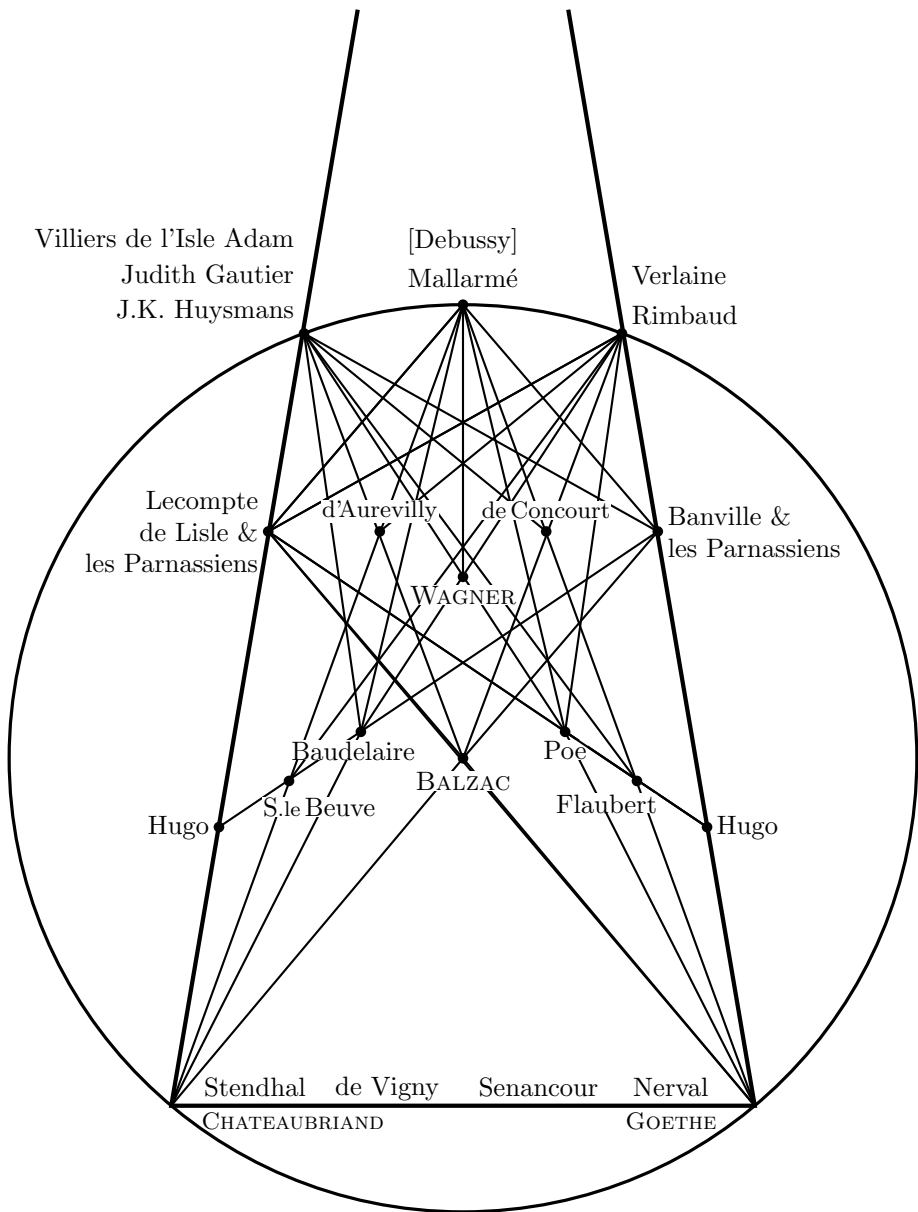 Villiers de l'Isle Adam
Judith Gautier
J.K. Huysmans
[Debussy]
Mallarmé
Verlaine
Rimbaud
Lecompte
de Lisle &
les Parnassiens
d'Aurevilly
de Concourt
Banville &
les Parnassiens
WAGNER
Baudelaire
Poe
BALZAC
S.le Beuve
Flaubert
Hugo
Hugo
Stendhal de Vigny Senancour Nerval
CHATEAUBRIAND GOETHE